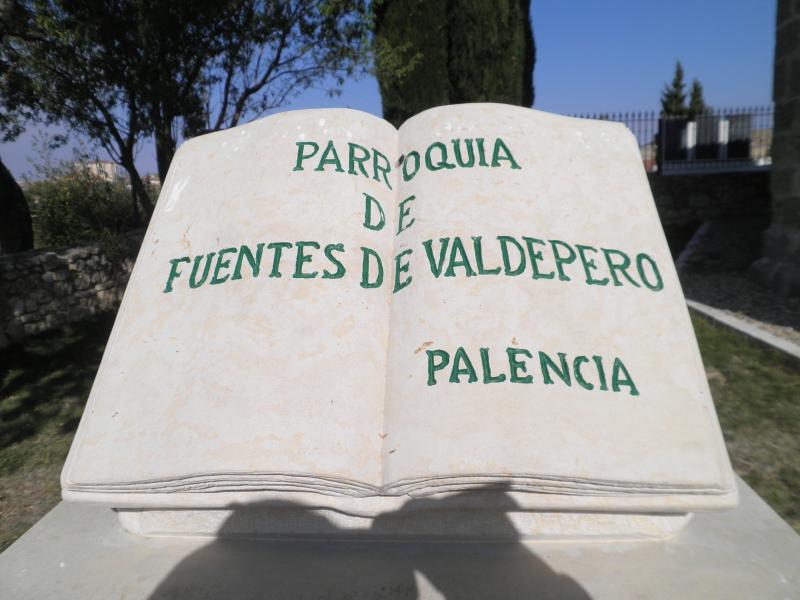 PARROQUIA
DE
FUENTES DE VALDEPERO
PALENCIA